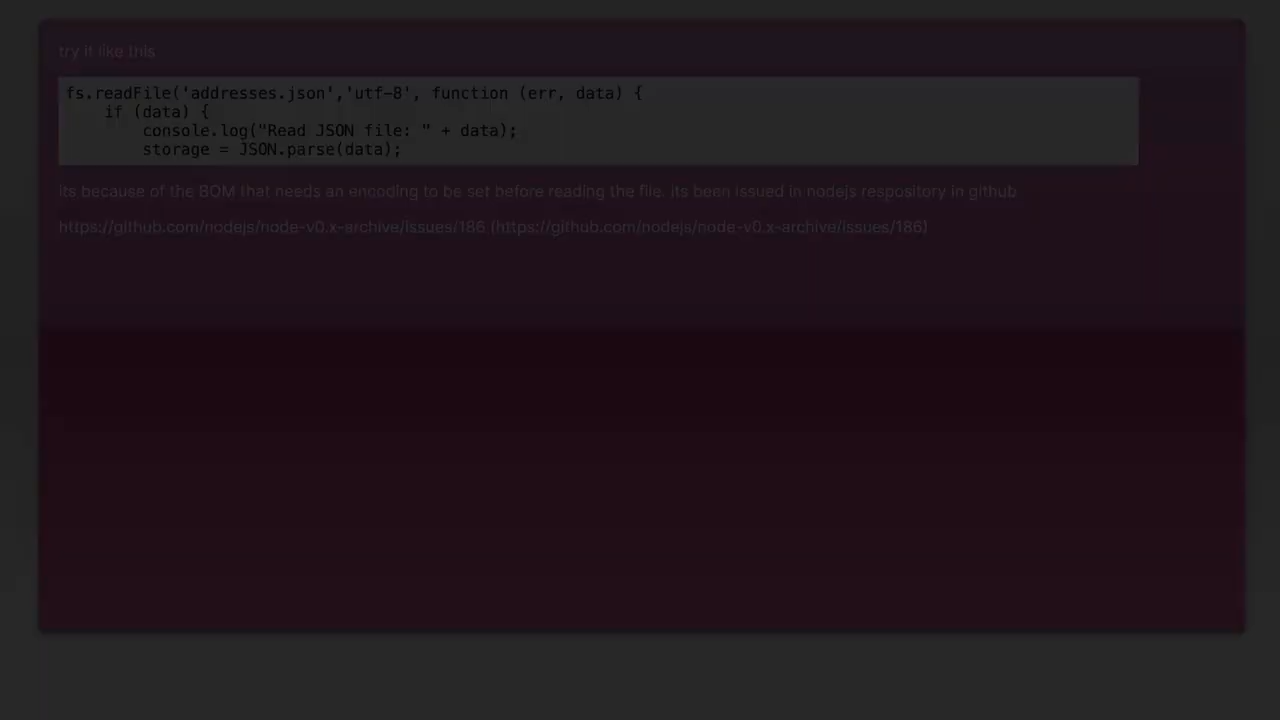 try it like this
fs.readFile('addresses.json','utf-8', function (err, data) {
    if (data) {
        console.log("Read JSON file: " + data);
        storage = JSON.parse(data);
its because of the BOM that needs an encoding to be set before reading the file. its been issued in nodejs respository in github
https://github.com/nodejs/node-v0.x-archive/issues/186 (https://github.com/nodejs/node-v0.x-archive/issues/186)